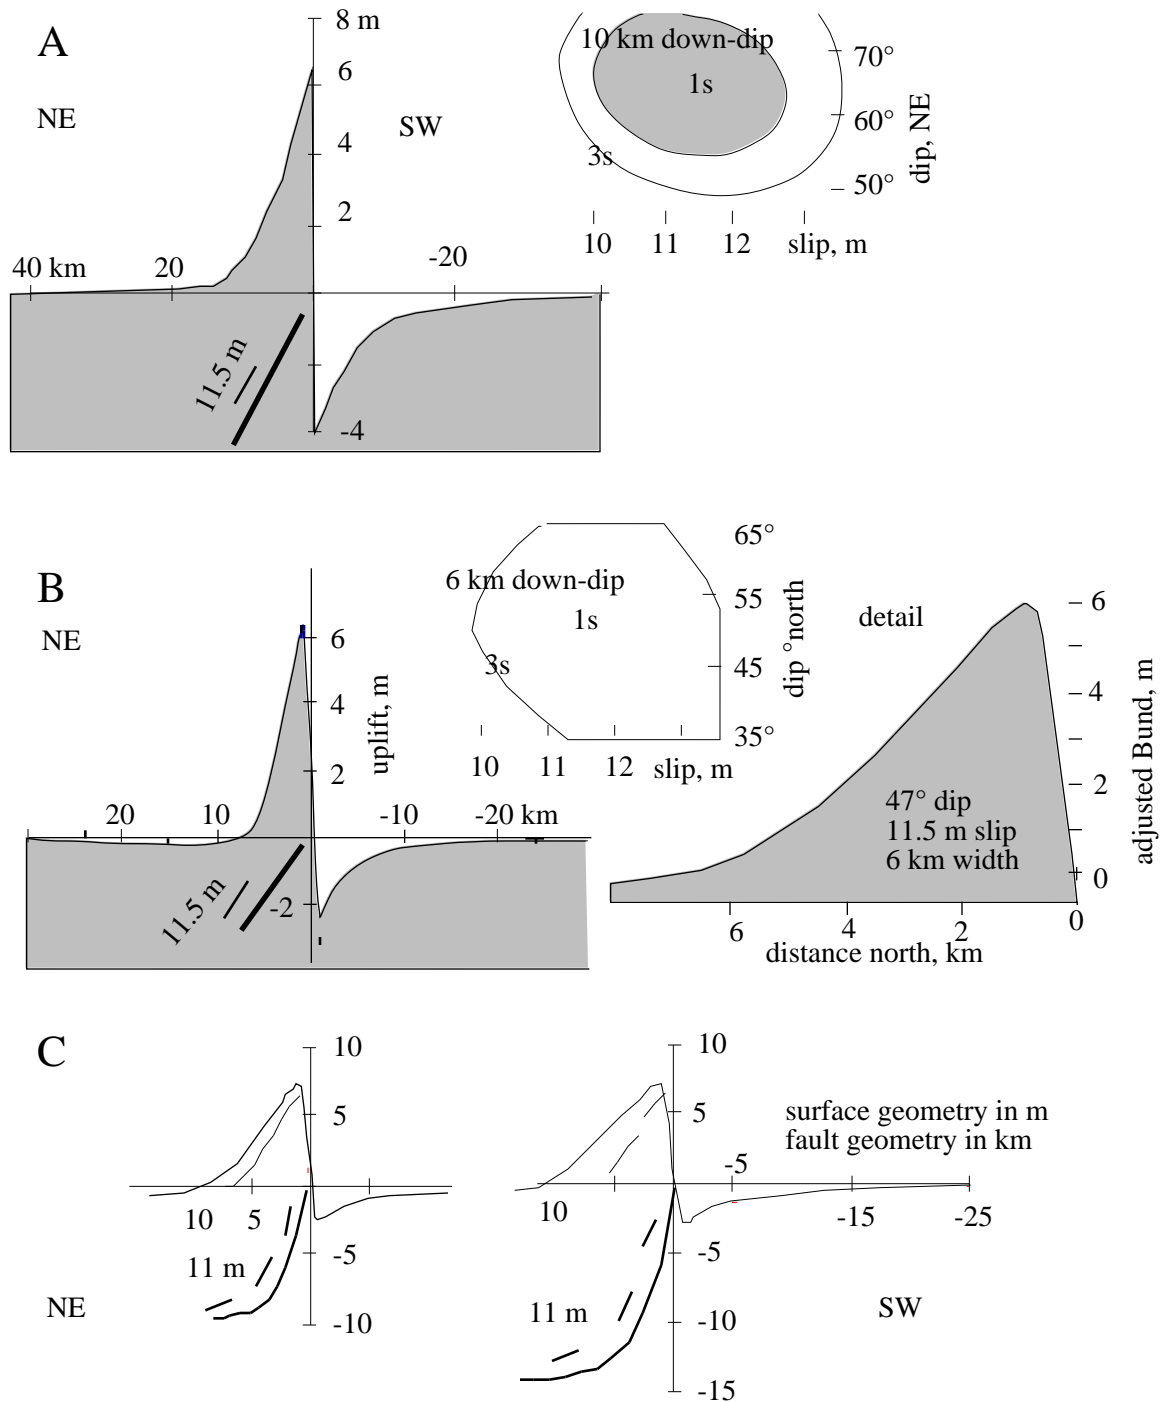 A
NE
SW
8 m
6
4
2
40 km
20
-20
-4
11.5 m
10 km down-dip
1s
3s
70°
60°
50°
dip, NE
10
11
12
slip, m
B
NE
6
4
2
-2
uplift, m
20
10
-10
-20 km
11.5 m
6 km down-dip
1s
3s
65°
55
45
35°
dip °north
10
11
12
slip, m
detail
6
4
2
0
adjusted Bund, m
47° dip
11.5 m slip
6 km width
6
4
2
0
distance north, km
C
10
5
10
5
-5
-10
11 m
NE
10
5
-5
10
-15
-25
-5
-10
-15
11 m
surface geometry in m
fault geometry in km
SW